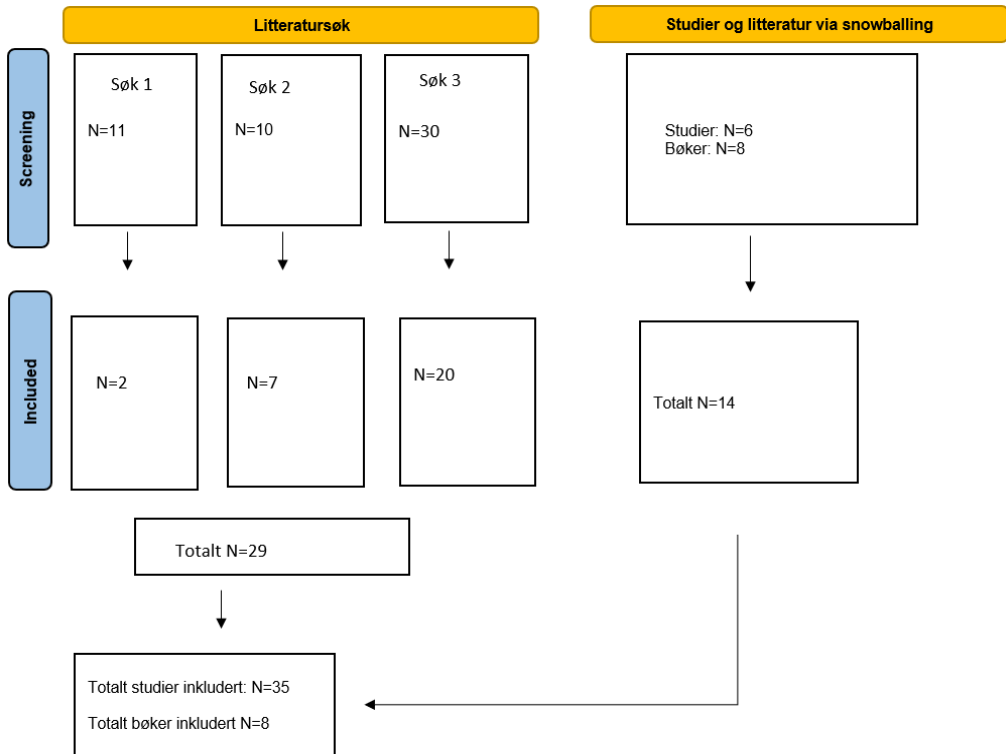 Litteratursøk
Studier og litteratur via snowballing
Screening
Søk 1
N=11
Søk 2
N=10
Søk 3
N=30
Studier: N=6
Bøker: N=8
Included
N=2
N=7
N=20
Totalt N=14
Totalt N=29
Totalt studier inkludert: N=35
Totalt bøker inkludert N=8